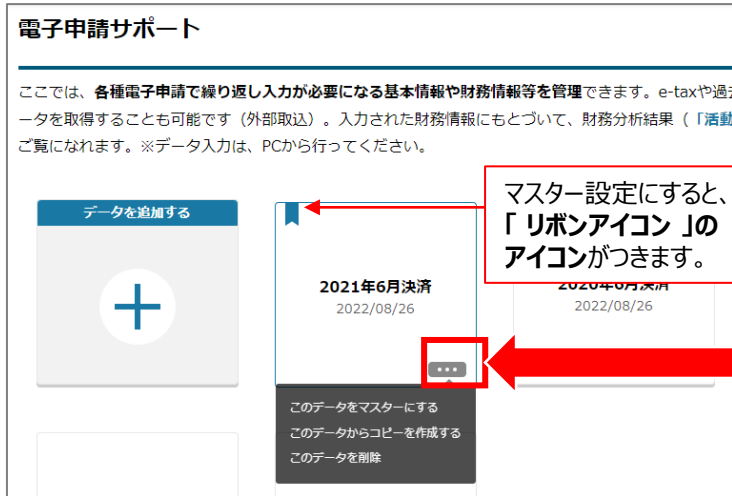 電子申請サポート
ここでは、各種電子申請で繰り返し入力が必要になる基本情報や財務情報等を管理できます。e-taxや過
ータを取得することも可能です（外部取込）。入力された財務情報にもとづいて、財務分析結果（「活動
ご覧になれます。※データ入力は、PCから行ってください。
マスター設定にすると、
「 リボンアイコン 」の
アイコンがつきます。
データを追加する
2021年6月決済
2022/08/26
2020年6月決済
2022/08/26
このデータをマスターにする
このデータからコピーを作成する
このデータを削除